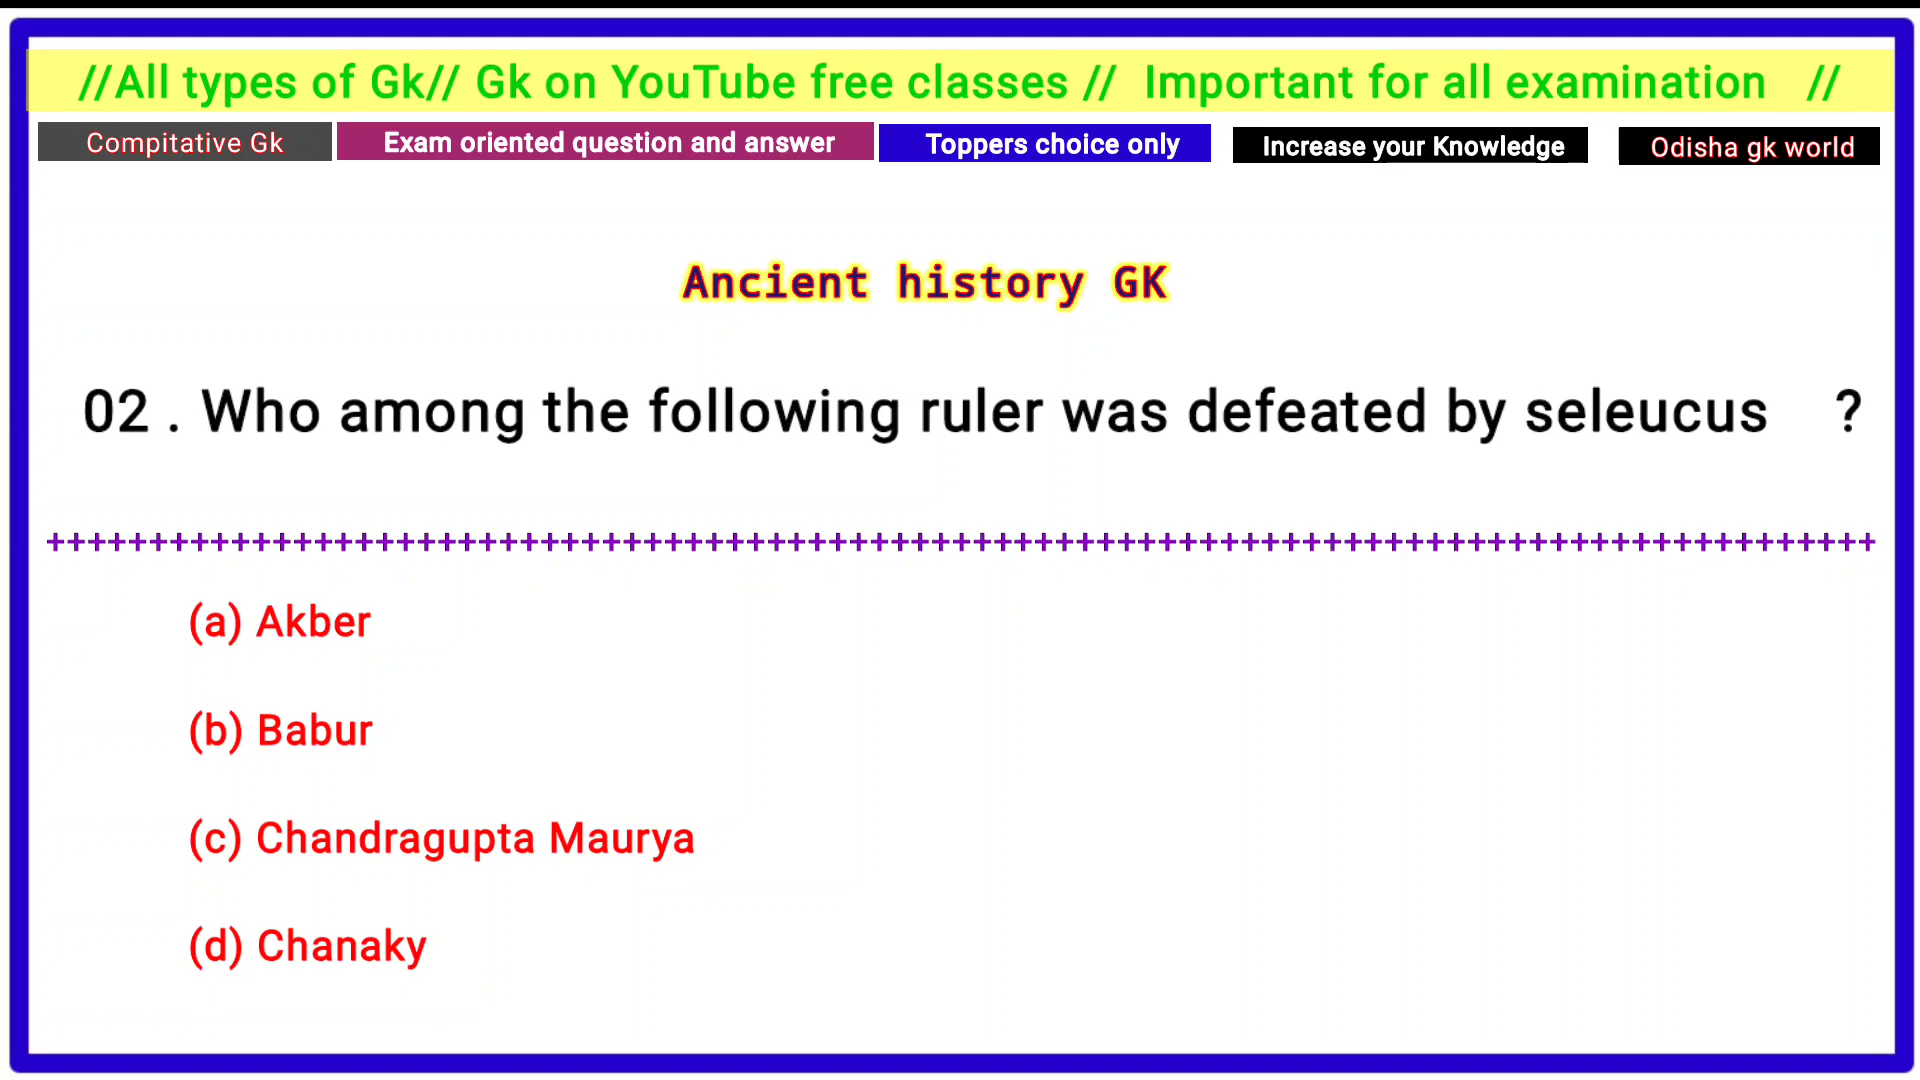 //All types of Gk// Gk on YouTube free classes // Important for all examination //
Compitative Gk Exam oriented question and answer Toppers choice only Increase your Knowledge Odisha gk world
Ancient history GK
02 . Who among the following ruler was defeated by seleucus ?
+++++++++++++++++++++++++++++++++++++++++++++++++++++++++++++++++++++++++++++++++++++++++
(a) Akber
(b) Babur
(c) Chandragupta Maurya
(d) Chanaky